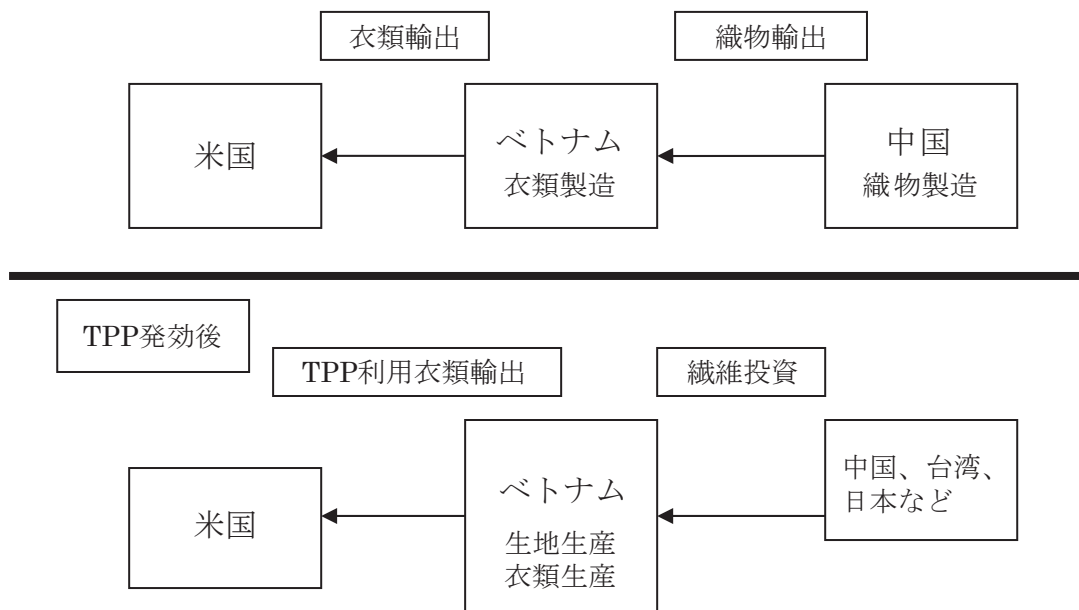 衣類輸出
織物輸出
米国
ベトナム
衣類製造
中国
織物製造
TPP発効後
TPP利用衣類輸出
繊維投資
米国
ベトナム
生地生産
衣類生産
中国、台湾、
日本など